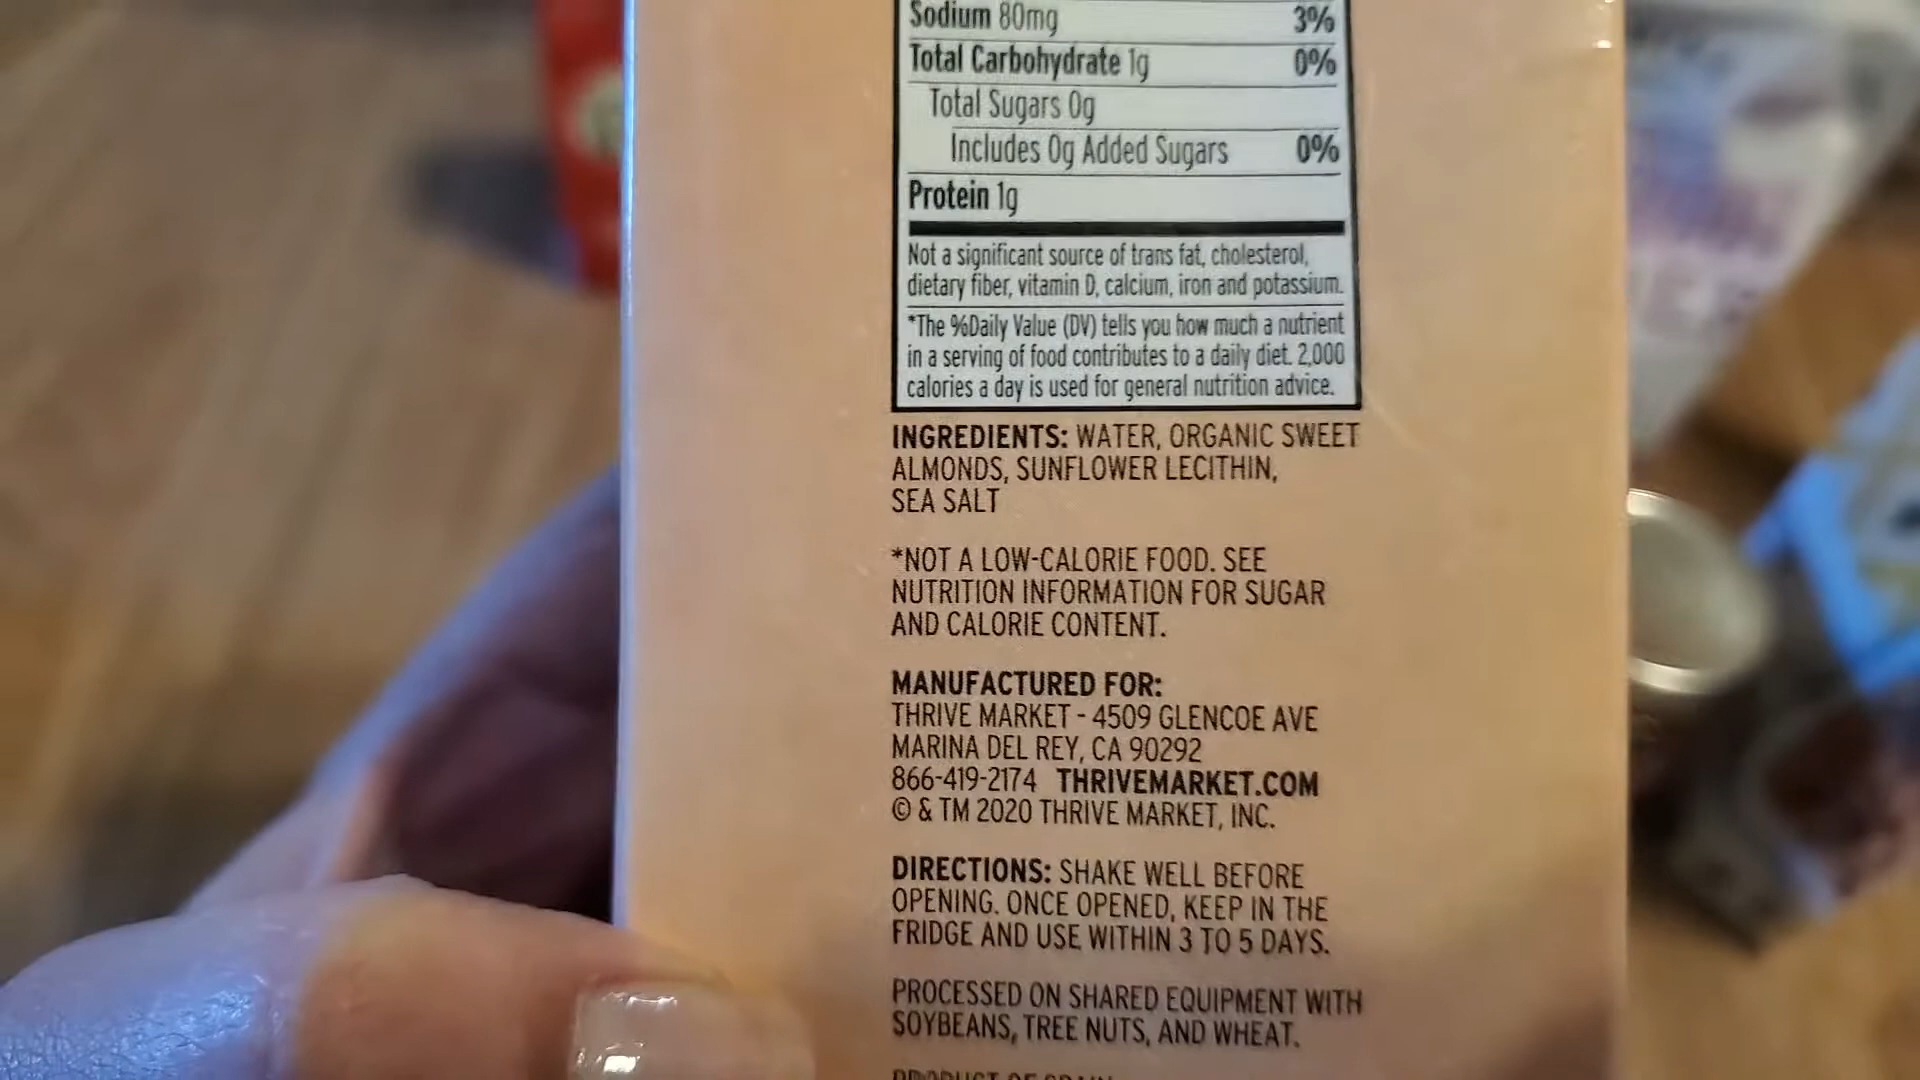 Sodium 80mg 3%
Total Carbohydrate 1g 0%
Total Sugars 0g
Includes 0g Added Sugars 0%
Protein 1g
Not a significant source of trans fat, cholesterol,
dietary fiber, vitamin D, calcium, iron and potassium.
*The %Daily Value (DV) tells you how much a nutrient
in a serving of food contributes to a daily diet. 2,000
calories a day is used for general nutrition advice.
INGREDIENTS: WATER, ORGANIC SWEET
ALMONDS, SUNFLOWER LECITHIN,
SEA SALT
*NOT A LOW-CALORIE FOOD. SEE
NUTRITION INFORMATION FOR SUGAR
AND CALORIE CONTENT.
MANUFACTURED FOR:
THRIVE MARKET - 4509 GLENCOE AVE
MARINA DEL REY, CA 90292
866-419-2174 THRIVEMARKET.COM
© & TM 2020 THRIVE MARKET, INC.
DIRECTIONS: SHAKE WELL BEFORE
OPENING. ONCE OPENED, KEEP IN THE
FRIDGE AND USE WITHIN 3 TO 5 DAYS.
PROCESSED ON SHARED EQUIPMENT WITH
SOYBEANS, TREE NUTS, AND WHEAT.
PRODUCT OF SPAIN